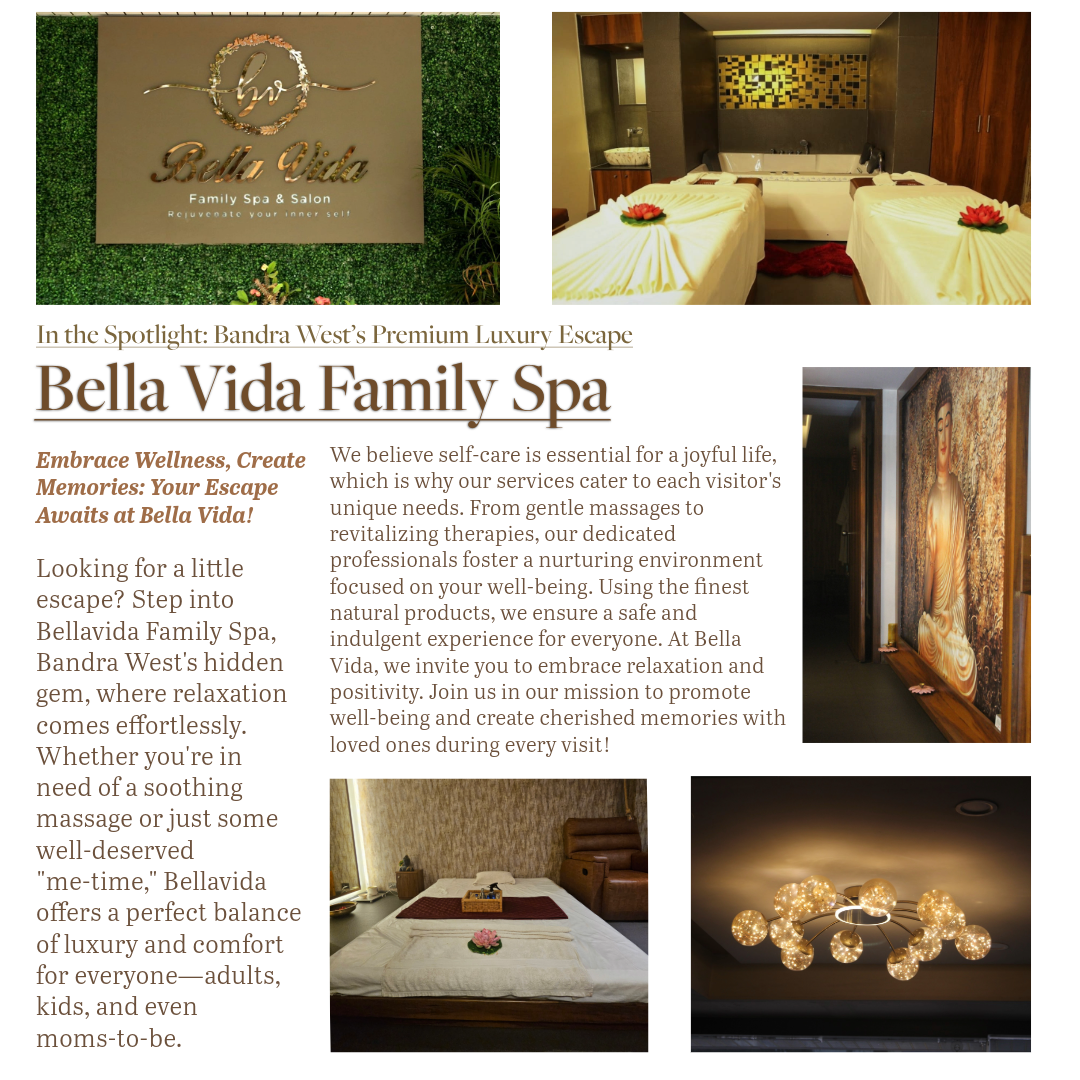 bv
Bella Vida
Family Spa & Salon
Rejuvenate your inner self
In the Spotlight: Bandra West’s Premium Luxury Escape
Bella Vida Family Spa
Embrace Wellness, Create
Memories: Your Escape
Awaits at Bella Vida!
Looking for a little
escape? Step into
Bellavida Family Spa,
Bandra West's hidden
gem, where relaxation
comes effortlessly.
Whether you're in
need of a soothing
massage or just some
well-deserved
"me-time," Bellavida
offers a perfect balance
of luxury and comfort
for everyone—adults,
kids, and even
moms-to-be.
We believe self-care is essential for a joyful life,
which is why our services cater to each visitor's
unique needs. From gentle massages to
revitalizing therapies, our dedicated
professionals foster a nurturing environment
focused on your well-being. Using the finest
natural products, we ensure a safe and
indulgent experience for everyone. At Bella
Vida, we invite you to embrace relaxation and
positivity. Join us in our mission to promote
well-being and create cherished memories with
loved ones during every visit!